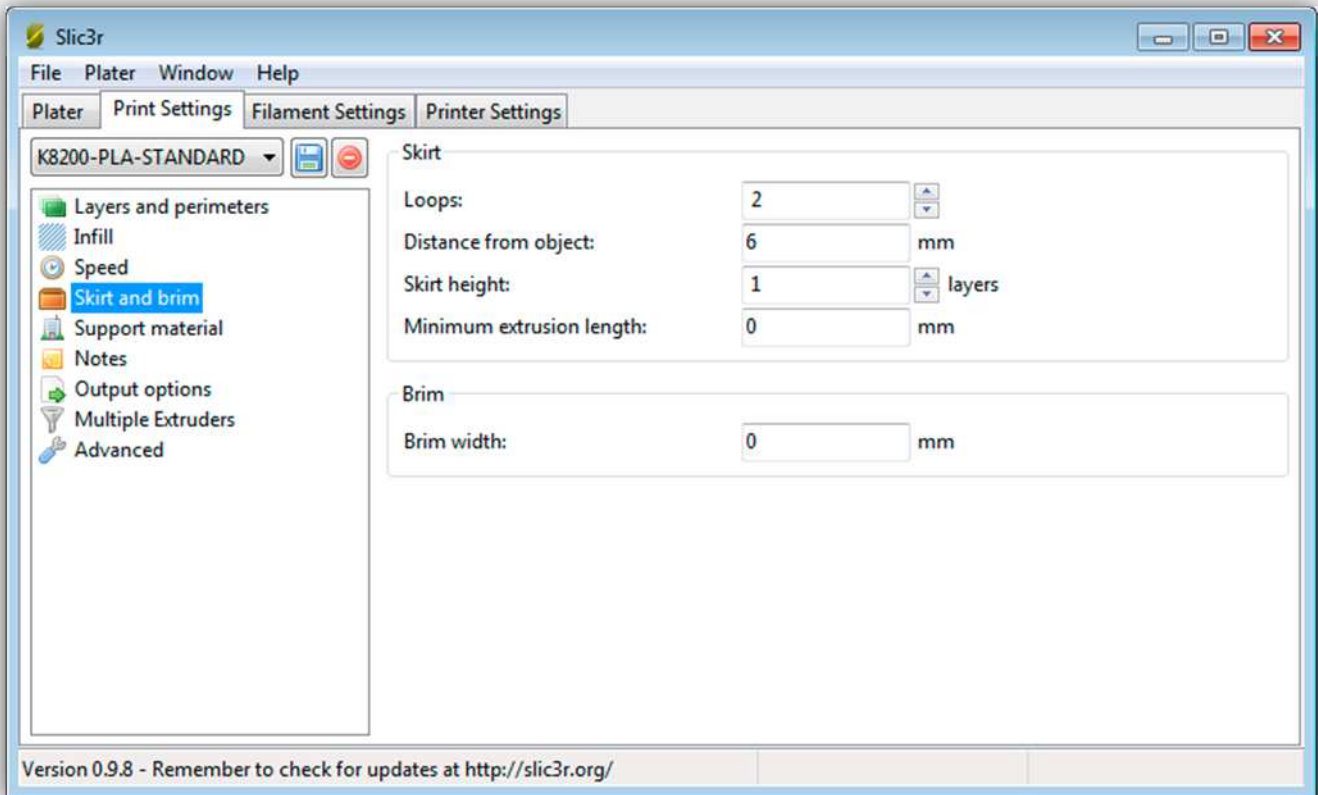 Slic3r
File Plater Window Help
Plater Print Settings Filament Settings Printer Settings
K8200-PLA-STANDARD
Layers and perimeters
Infill
Speed
Skirt and brim
Support material
Notes
Output options
Multiple Extruders
Advanced
Skirt
Loops: 2
Distance from object: 6 mm
Skirt height: 1 layers
Minimum extrusion length: 0 mm
Brim
Brim width: 0 mm
Version 0.9.8 - Remember to check for updates at http://slic3r.org/